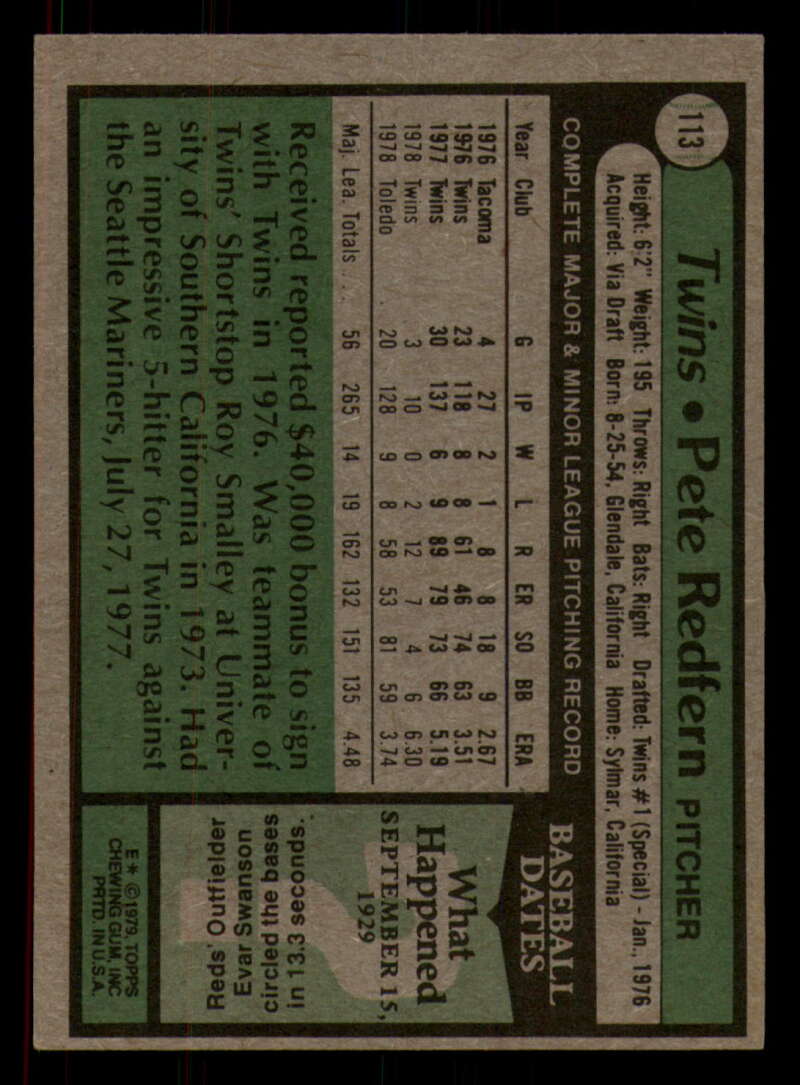 113
Twins • Pete Redfern PITCHER
Height: 6'2" Weight: 195 Throws: Right Bats: Right Drafted: Twins #1 (Special) - Jan., 1976
Acquired: Via Draft Born: 8-25-54, Glendale, California Home: Sylmar, California
COMPLETE MAJOR & MINOR LEAGUE PITCHING RECORD
Year Club G IP W L R ER SO BB ERA
1976 Tacoma 4 27 2 1 8 8 18 9 2.67
1976 Twins 23 118 8 8 61 46 74 63 3.51
1977 Twins 30 137 6 9 89 79 73 66 5.19
1978 Twins 3 10 0 2 12 7 4 6 6.30
1978 Toledo 20 128 9 8 58 53 81 59 3.74
Maj. Lea. Totals . . . 56 265 14 19 162 132 151 135 4.48
Received reported $40,000 bonus to sign
with Twins in 1976. Was teammate of
Twins' Shortstop Roy Smalley at Univer-
sity of Southern California in 1973. Had
an impressive 5-hitter for Twins against
the Seattle Mariners, July 27, 1977.
BASEBALL
DATES
What
Happened
SEPTEMBER 15,
1929
Reds' Outfielder
Evar Swanson
circled the bases
in 13.3 seconds.
E* ©1979 TOPPS
CHEWING GUM, INC
PRTD. IN U.S.A.